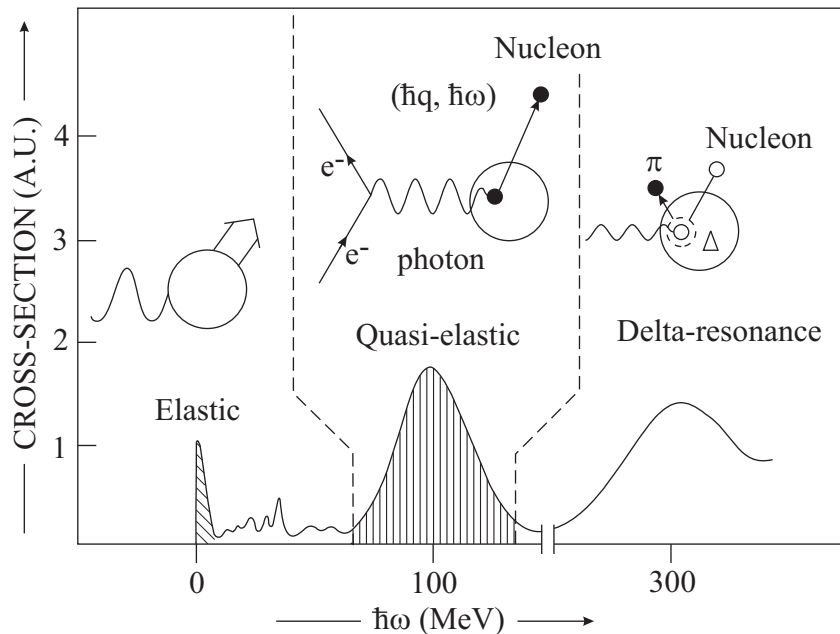 CROSS-SECTION (A.U.)
4
3
2
1
Nucleon
(ħq, ħω)
e-
e-
photon
Nucleon
π
Δ
Elastic
Quasi-elastic
Delta-resonance
0
100
300
ħω (MeV)